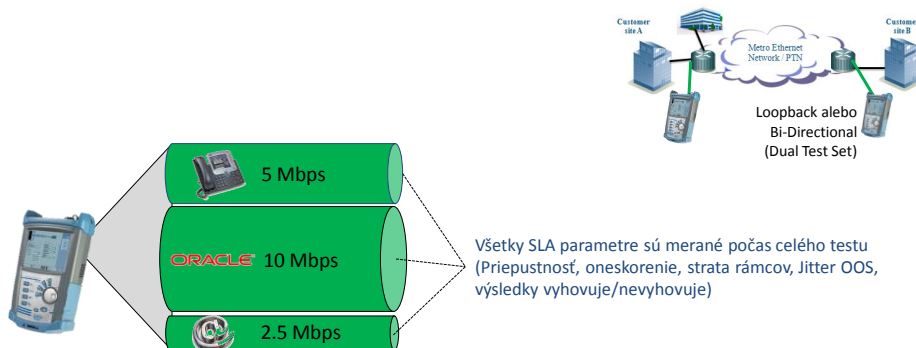 Customer
site A
Customer
site B
Metro Ethernet
Network / PTN
Loopback alebo
Bi-Directional
(Dual Test Set)
5 Mbps
ORACLE 10 Mbps
2.5 Mbps
Všetky SLA parametre sú merané počas celého testu
(Priepustnosť, oneskorenie, strata rámcov, Jitter OOS,
výsledky vyhovuje/nevyhovuje)